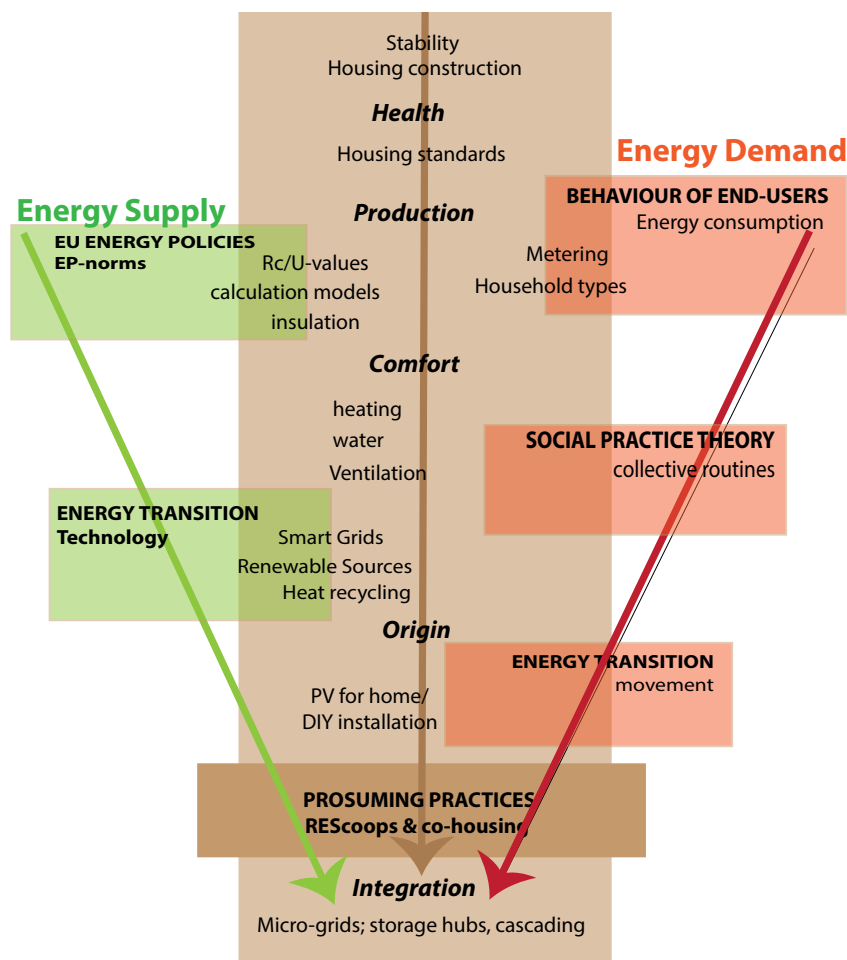 Stability
Housing construction
Health
Housing standards
Energy Demand
BEHAVIOUR OF END-USERS
Energy consumption
Energy Supply
Production
EU ENERGY POLICIES
EP-norms
Rc/U-values
calculation models
insulation
Metering
Household types
Comfort
heating
water
Ventilation
SOCIAL PRACTICE THEORY
collective routines
ENERGY TRANSITION
Technology
Smart Grids
Renewable Sources
Heat recycling
Origin
ENERGY TRANSITION
movement
PV for home/
DIY installation
PROSUMING PRACTICES
REScoops & co-housing
Integration
Micro-grids; storage hubs, cascading